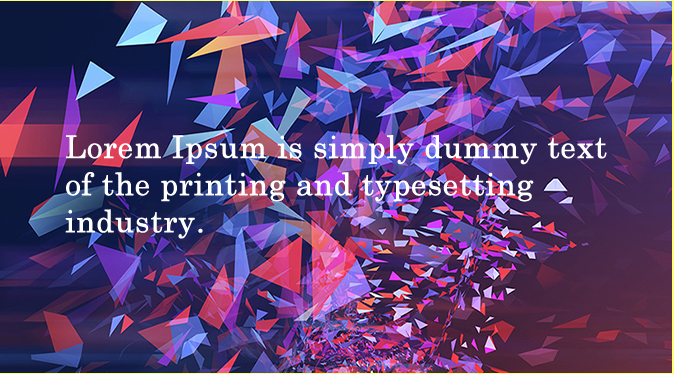 Lorem Ipsum is simply dummy text
of the printing and typesetting
industry.